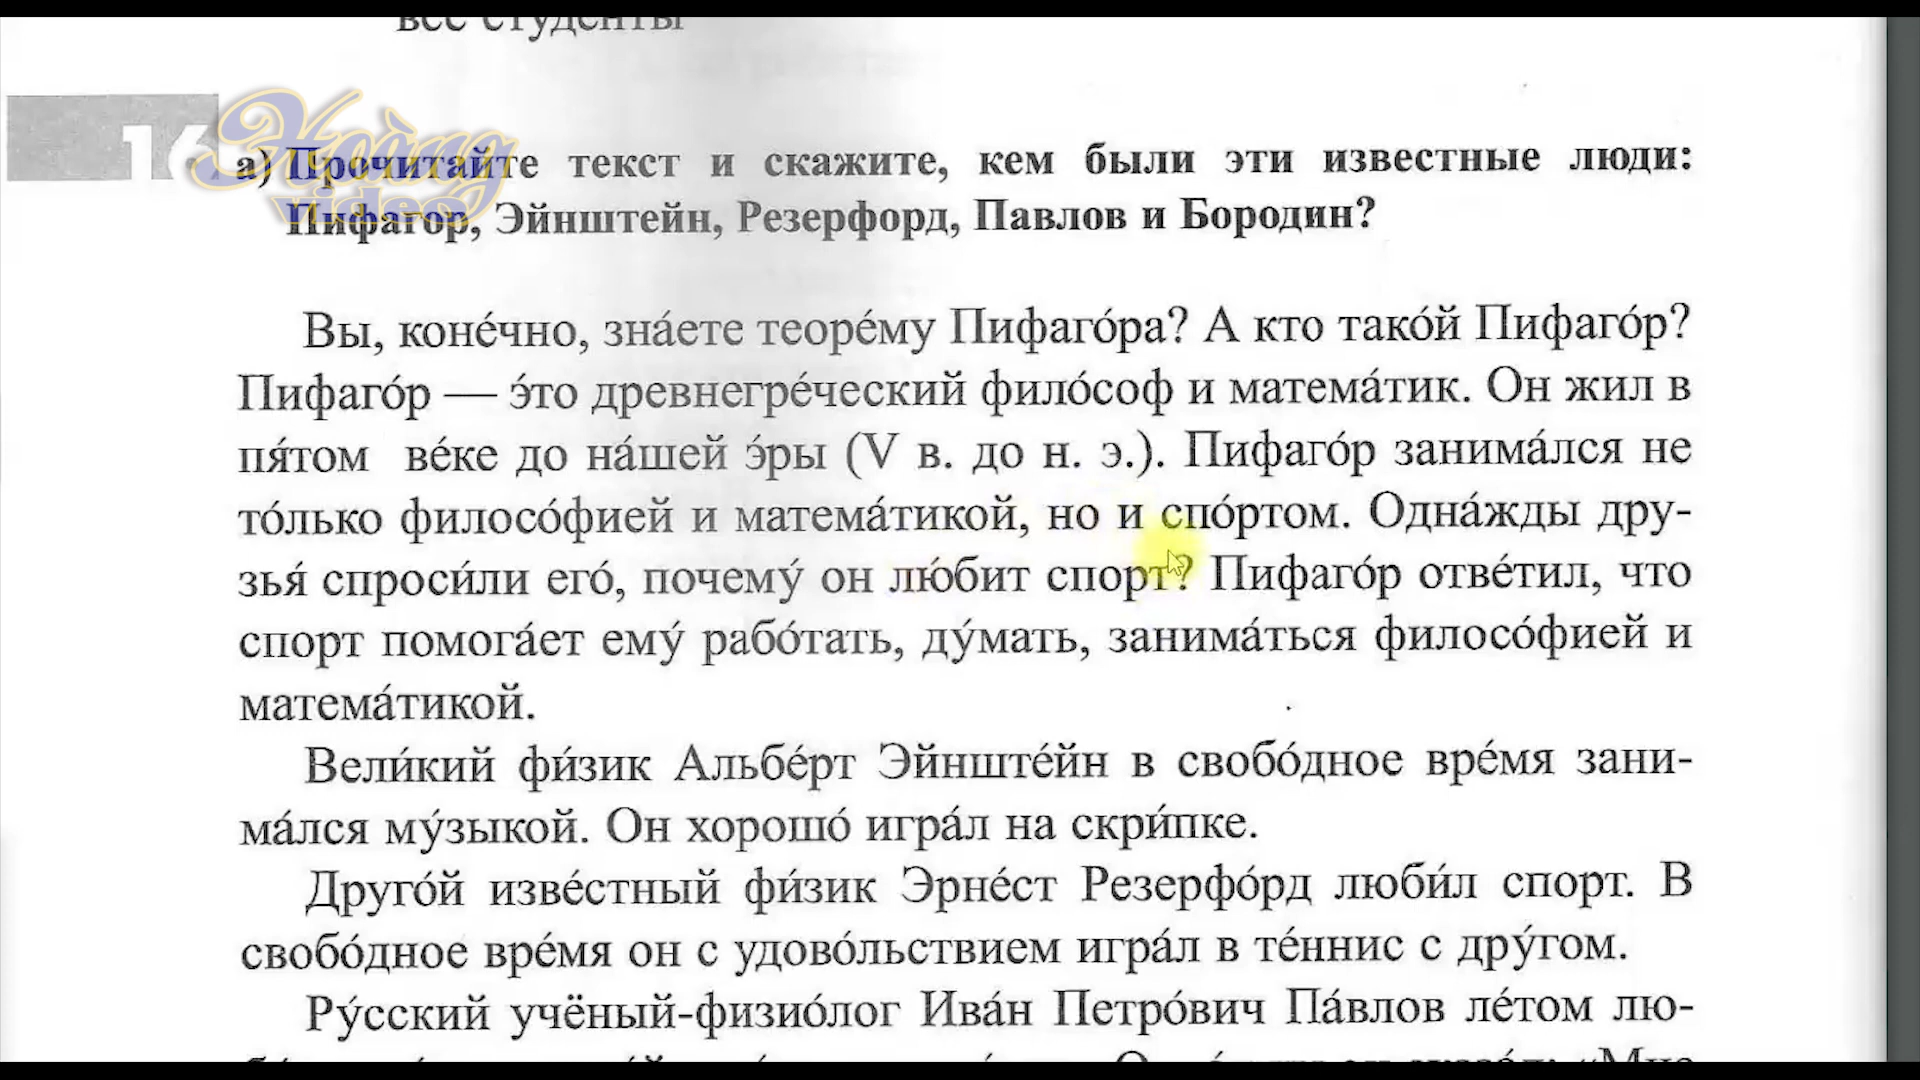 все студенты
16
Hoàng
video
а) Прочитайте текст и скажите, кем были эти известные люди:
Пифагор, Эйнштейн, Резерфорд, Павлов и Бородин?
Вы, коне́чно, зна́ете теоре́му Пифаго́ра? А кто тако́й Пифаго́р?
Пифаго́р — э́то древнегре́ческий фило́соф и матема́тик. Он жил в
пя́том ве́ке до на́шей э́ры (V в. до н. э.). Пифаго́р занима́лся не
то́лько филосо́фией и матема́тикой, но и спо́ртом. Одна́жды дру-
зья́ спроси́ли его́, почему́ он лю́бит спорт? Пифаго́р отве́тил, что
спорт помога́ет ему́ рабо́тать, ду́мать, занима́ться филосо́фией и
матема́тикой.
Вели́кий фи́зик Альбе́рт Эйнште́йн в свобо́дное вре́мя зани-
ма́лся му́зыкой. Он хорошо́ игра́л на скри́пке.
Друго́й изве́стный фи́зик Эрне́ст Резерфо́рд люби́л спорт. В
свобо́дное вре́мя он с удово́льствием игра́л в те́ннис с дру́гом.
Ру́сский учёный-физио́лог Ива́н Петро́вич Па́влов ле́том лю-